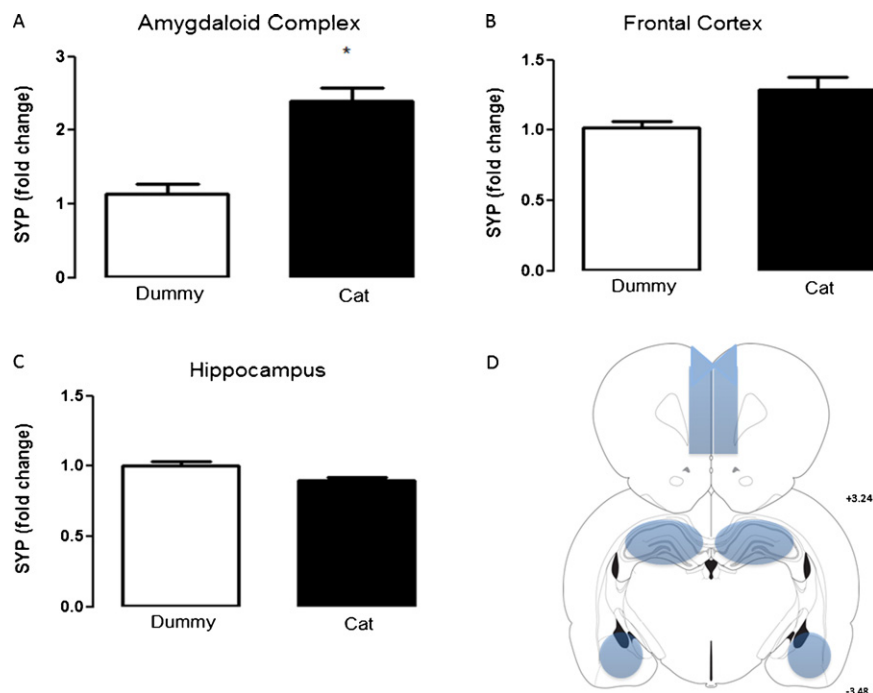 A
Amygdaloid Complex
*
SYP (fold change)
3
2
1
0
Dummy
Cat
B
Frontal Cortex
SYP (fold change)
1.5
1.0
0.5
0.0
Dummy
Cat
C
Hippocampus
SYP (fold change)
1.5
1.0
0.5
0.0
Dummy
Cat
D
+3.24
-3.48